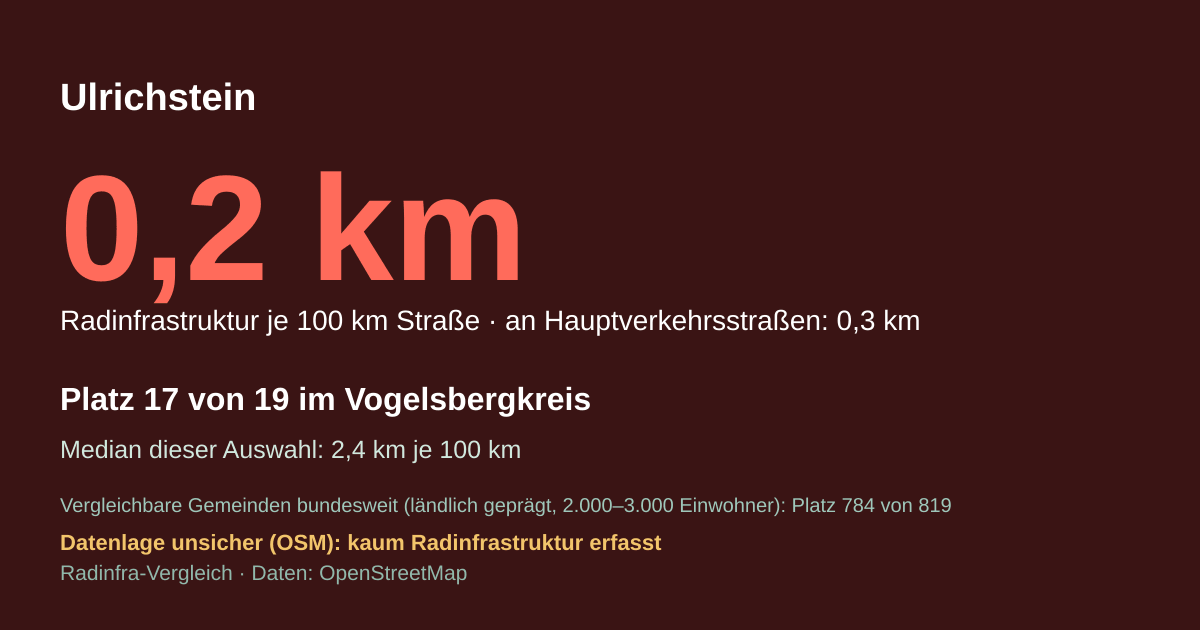 Ulrichstein
0,2 km
Radinfrastruktur je 100 km Straße · an Hauptverkehrsstraßen: 0,3 km
Platz 17 von 19 im Vogelsbergkreis
Median dieser Auswahl: 2,4 km je 100 km
Vergleichbare Gemeinden bundesweit (ländlich geprägt, 2.000–3.000 Einwohner): Platz 784 von 819
Datenlage unsicher (OSM): kaum Radinfrastruktur erfasst
Radinfra-Vergleich · Daten: OpenStreetMap